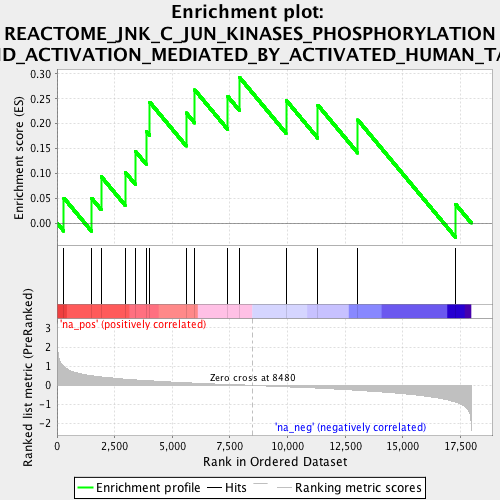 Enrichment plot:
REACTOME_JNK_C_JUN_KINASES_PHOSPHORYLATION
ND_ACTIVATION_MEDIATED_BY_ACTIVATED_HUMAN_TA
Enrichment score (ES)
0.30
0.25
0.20
0.15
0.10
0.05
0.00
'na_pos' (positively correlated)
Ranked list metric (PreRanked)
3
2
1
0
-1
-2
Zero cross at 8480
'na_neg' (negatively correlated)
0
2,500
5,000
7,500
10,000
12,500
15,000
17,500
Rank in Ordered Dataset
Enrichment profile
Hits
Ranking metric scores